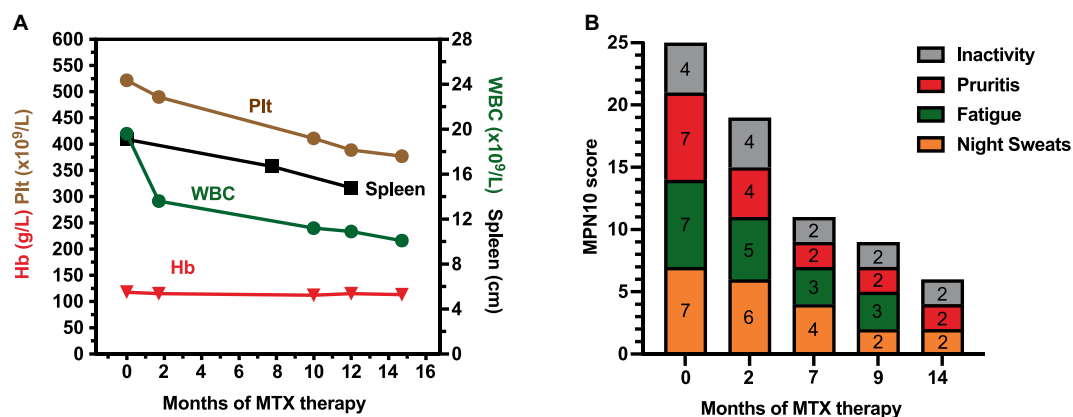 A
Hb (g/L) Plt (x10⁹/L)
600
550
500
450
400
350
300
250
200
150
100
50
0
Plt
Spleen
WBC
Hb
28
24
20
16
12
8
4
0
WBC (x10⁹/L)
Spleen (cm)
0 2 4 6 8 10 12 14 16
Months of MTX therapy
B
MPN10 score
25
20
15
10
5
0
4
7
7
7
4
4
5
6
2
2
3
4
2
2
3
2
2
2
2
Inactivity
Pruritis
Fatigue
Night Sweats
0 2 7 9 14
Months of MTX therapy